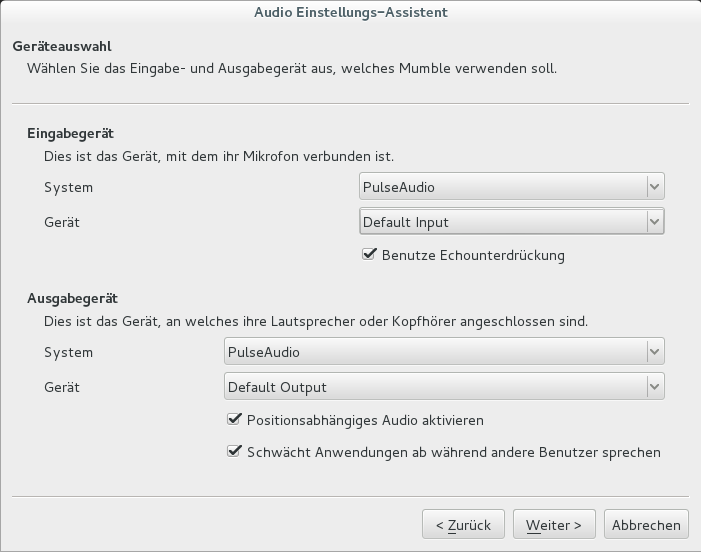 Audio Einstellungs-Assistent
Geräteauswahl
Wählen Sie das Eingabe- und Ausgabegerät aus, welches Mumble verwenden soll.
Eingabegerät
Dies ist das Gerät, mit dem ihr Mikrofon verbunden ist.
System PulseAudio
Gerät Default Input
Benutze Echounterdrückung
Ausgabegerät
Dies ist das Gerät, an welches ihre Lautsprecher oder Kopfhörer angeschlossen sind.
System PulseAudio
Gerät Default Output
Positionsabhängiges Audio aktivieren
Schwächt Anwendungen ab während andere Benutzer sprechen
< Zurück Weiter > Abbrechen